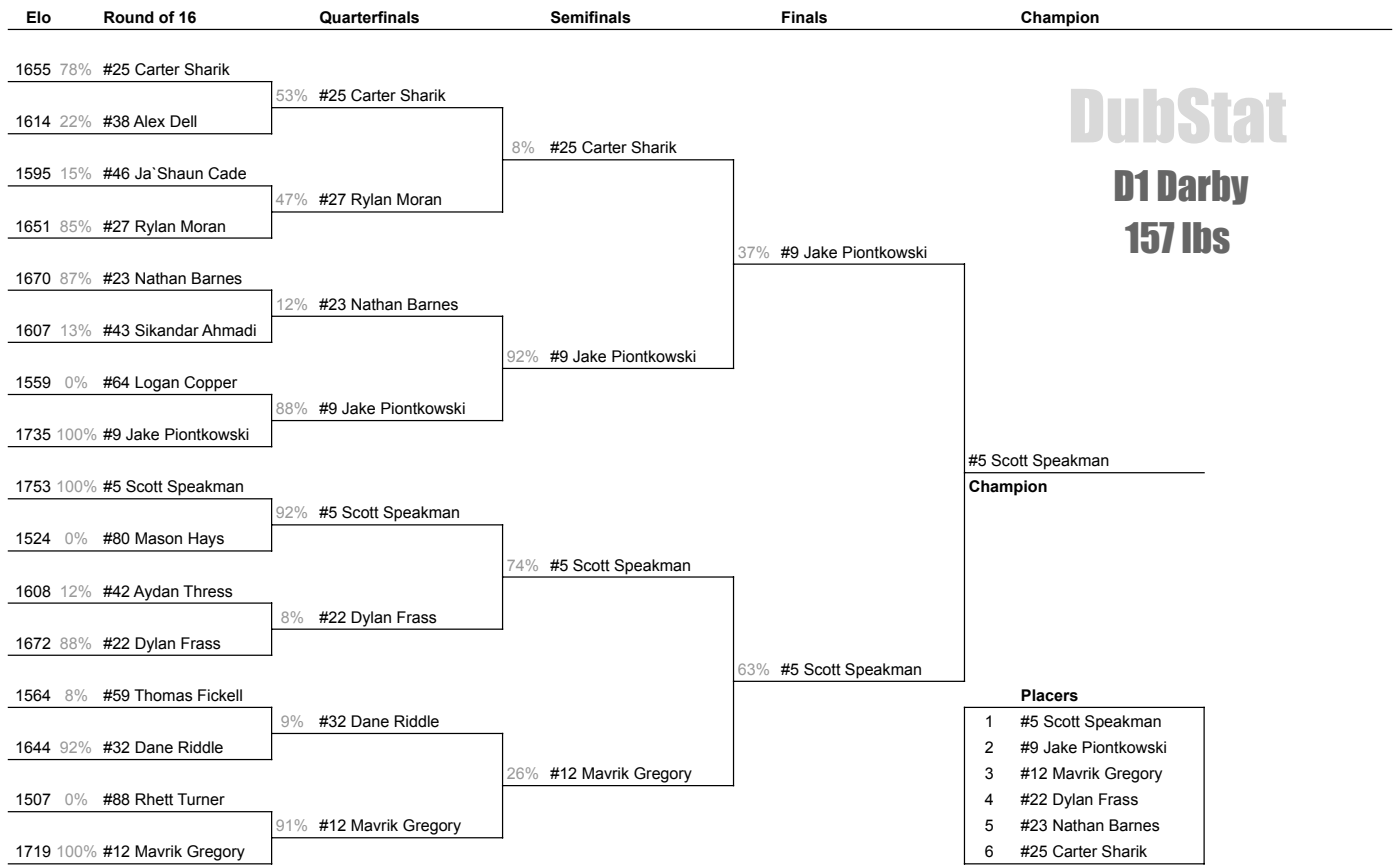 Elo Round of 16 Quarterfinals Semifinals Finals Champion
1655 78% #25 Carter Sharik
53% #25 Carter Sharik
1614 22% #38 Alex Dell
8% #25 Carter Sharik
1595 15% #46 Ja`Shaun Cade
47% #27 Rylan Moran
1651 85% #27 Rylan Moran
37% #9 Jake Piontkowski
1670 87% #23 Nathan Barnes
12% #23 Nathan Barnes
1607 13% #43 Sikandar Ahmadi
92% #9 Jake Piontkowski
1559 0% #64 Logan Copper
88% #9 Jake Piontkowski
1735 100% #9 Jake Piontkowski
#5 Scott Speakman
Champion
1753 100% #5 Scott Speakman
92% #5 Scott Speakman
1524 0% #80 Mason Hays
74% #5 Scott Speakman
1608 12% #42 Aydan Thress
8% #22 Dylan Frass
1672 88% #22 Dylan Frass
63% #5 Scott Speakman
1564 8% #59 Thomas Fickell
9% #32 Dane Riddle
1644 92% #32 Dane Riddle
26% #12 Mavrik Gregory
1507 0% #88 Rhett Turner
91% #12 Mavrik Gregory
1719 100% #12 Mavrik Gregory
DubStat
D1 Darby
157 lbs
Placers
1 #5 Scott Speakman
2 #9 Jake Piontkowski
3 #12 Mavrik Gregory
4 #22 Dylan Frass
5 #23 Nathan Barnes
6 #25 Carter Sharik